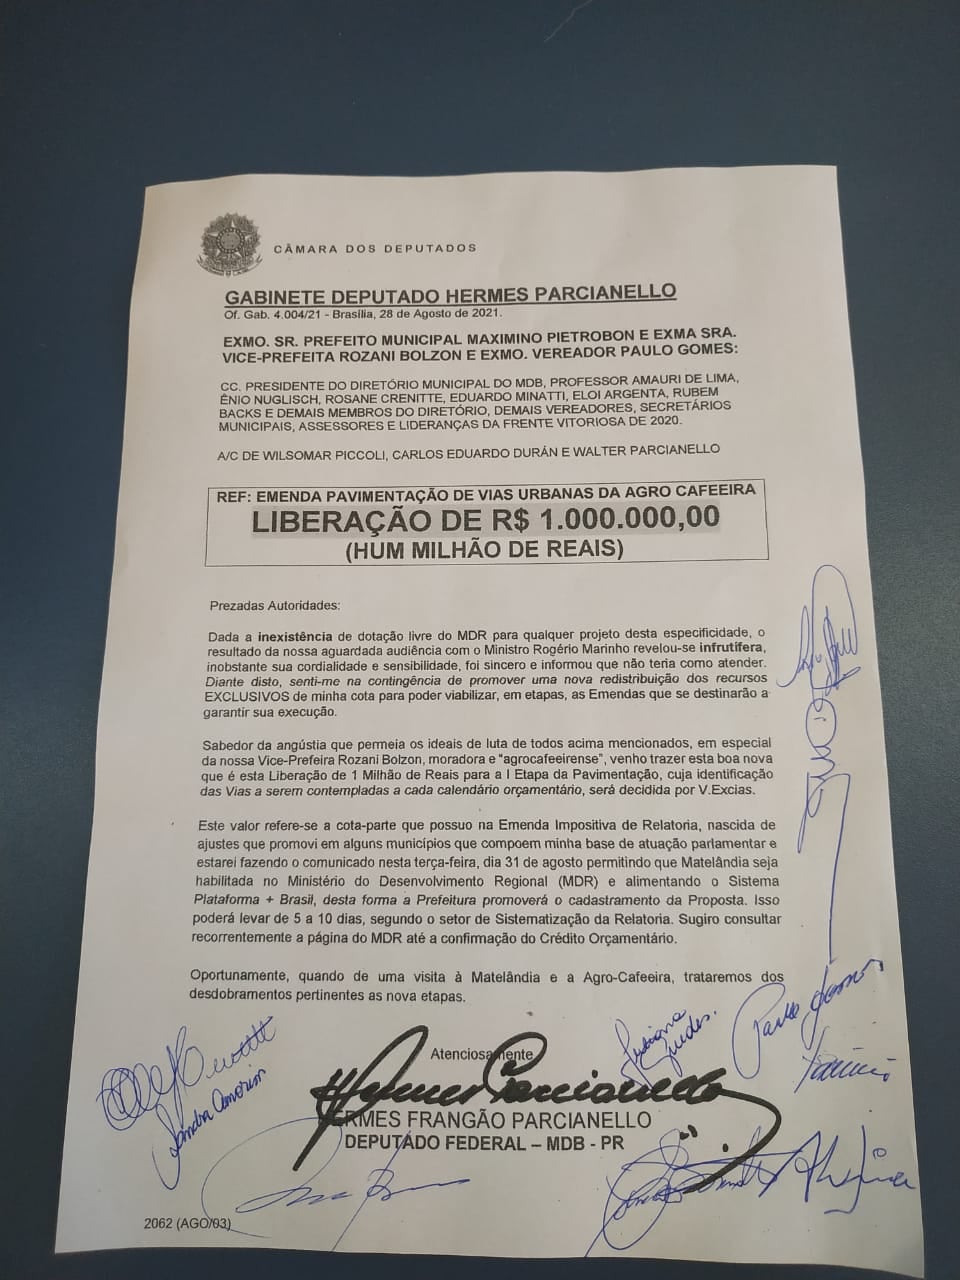 CÂMARA DOS DEPUTADOS
GABINETE DEPUTADO HERMES PARCIANELLO
Of. Gab. 4.004/21 - Brasília, 28 de Agosto de 2021.
EXMO. SR. PREFEITO MUNICIPAL MAXIMINO PIETROBON E EXMA SRA.
VICE-PREFEITA ROZANI BOLZON E EXMO. VEREADOR PAULO GOMES:
CC. PRESIDENTE DO DIRETÓRIO MUNICIPAL DO MDB, PROFESSOR AMAURI DE LIMA,
ÊNIO NUGLISCH, ROSANE CRENITTE, EDUARDO MINATTI, ELOI ARGENTA, RUBEM
BACKS E DEMAIS MEMBROS DO DIRETÓRIO, DEMAIS VEREADORES, SECRETÁRIOS
MUNICIPAIS, ASSESSORES E LIDERANÇAS DA FRENTE VITORIOSA DE 2020.
A/C DE WILSOMAR PICCOLI, CARLOS EDUARDO DURÁN E WALTER PARCIANELLO
REF: EMENDA PAVIMENTAÇÃO DE VIAS URBANAS DA AGRO CAFEEIRA
LIBERAÇÃO DE R$ 1.000.000,00
(HUM MILHÃO DE REAIS)
Prezadas Autoridades:
Dada a inexistência de dotação livre do MDR para qualquer projeto desta especificidade, o
resultado da nossa aguardada audiência com o Ministro Rogério Marinho revelou-se infrutífera,
inobstante sua cordialidade e sensibilidade, foi sincero e informou que não teria como atender.
Diante disto, senti-me na contingência de promover uma nova redistribuição dos recursos
EXCLUSIVOS de minha cota para poder viabilizar, em etapas, as Emendas que se destinarão a
garantir sua execução.
Sabedor da angústia que permeia os ideais de luta de todos acima mencionados, em especial
da nossa Vice-Prefeira Rozani Bolzon, moradora e "agrocafeeirense", venho trazer esta boa nova
que é esta Liberação de 1 Milhão de Reais para a I Etapa da Pavimentação, cuja identificação
das Vias a serem contempladas a cada calendário orçamentário, será decidida por V.Excias.
Este valor refere-se a cota-parte que possuo na Emenda Impositiva de Relatoria, nascida de
ajustes que promovi em alguns municípios que compoem minha base de atuação parlamentar e
estarei fazendo o comunicado nesta terça-feira, dia 31 de agosto permitindo que Matelândia seja
habilitada no Ministério do Desenvolvimento Regional (MDR) e alimentando o Sistema
Plataforma + Brasil, desta forma a Prefeitura promoverá o cadastramento da Proposta. Isso
poderá levar de 5 a 10 dias, segundo o setor de Sistematização da Relatoria. Sugiro consultar
recorrentemente a página do MDR até a confirmação do Crédito Orçamentário.
Oportunamente, quando de uma visita à Matelândia e a Agro-Cafeeira, trataremos dos
desdobramentos pertinentes as nova etapas.
Atenciosamente
Hermes Parcianello
HERMES FRANGÃO PARCIANELLO
DEPUTADO FEDERAL – MDB - PR
Sandra Amorim
Paulo Gomes
2062 (AGO/03)